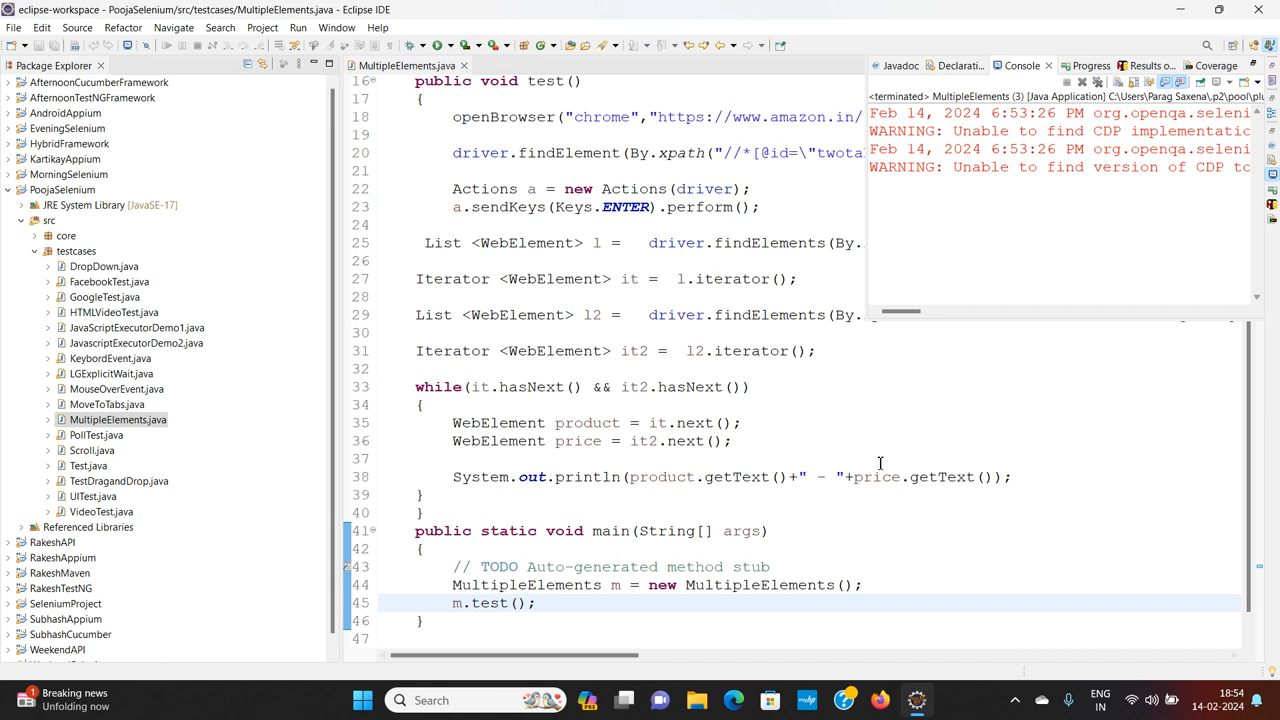 eclipse-workspace - PoojaSelenium/src/testcases/MultipleElements.java - Eclipse IDE
File Edit Source Refactor Navigate Search Project Run Window Help
Package Explorer
AfternoonCucumberFramework
AfternoonTestNGFramework
AndroidAppium
EveningSelenium
HybridFramework
KartikayAppium
MorningSelenium
PoojaSelenium
JRE System Library [JavaSE-17]
src
core
testcases
DropDown.java
FacebookTest.java
GoogleTest.java
HTMLVideoTest.java
JavaScriptExecutorDemo1.java
JavascriptExecutorDemo2.java
KeybordEvent.java
LGExplicitWait.java
MouseOverEvent.java
MoveToTabs.java
MultipleElements.java
PollTest.java
Scroll.java
Test.java
TestDragandDrop.java
UITest.java
VideoTest.java
Referenced Libraries
RakeshAPI
RakeshAppium
RakeshMaven
RakeshTestNG
SeleniumProject
SubhashAppium
SubhashCucumber
WeekendAPI
MultipleElements.java
16 public void test()
17 {
18 openBrowser("chrome","https://www.amazon.in/
19
20 driver.findElement(By.xpath("//*[@id=\"twota
21
22 Actions a = new Actions(driver);
23 a.sendKeys(Keys.ENTER).perform();
24
25 List <WebElement> l = driver.findElements(By.
26
27 Iterator <WebElement> it = l.iterator();
28
29 List <WebElement> l2 = driver.findElements(By.
30
31 Iterator <WebElement> it2 = l2.iterator();
32
33 while(it.hasNext() && it2.hasNext())
34 {
35 WebElement product = it.next();
36 WebElement price = it2.next();
37
38 System.out.println(product.getText()+" - "+price.getText());
39 }
40 }
41 public static void main(String[] args)
42 {
43 // TODO Auto-generated method stub
44 MultipleElements m = new MultipleElements();
45 m.test();
46 }
47
Javadoc Declarati... Console Progress Results o... Coverage
<terminated> MultipleElements (3) [Java Application] C:\Users\Parag Saxena\.p2\pool\plu
Feb 14, 2024 6:53:26 PM org.openqa.seleni
WARNING: Unable to find CDP implementatio
Feb 14, 2024 6:53:26 PM org.openqa.seleni
WARNING: Unable to find version of CDP to
1
Breaking news
Unfolding now
Search
PRE
ENG
IN
18:54
14-02-2024